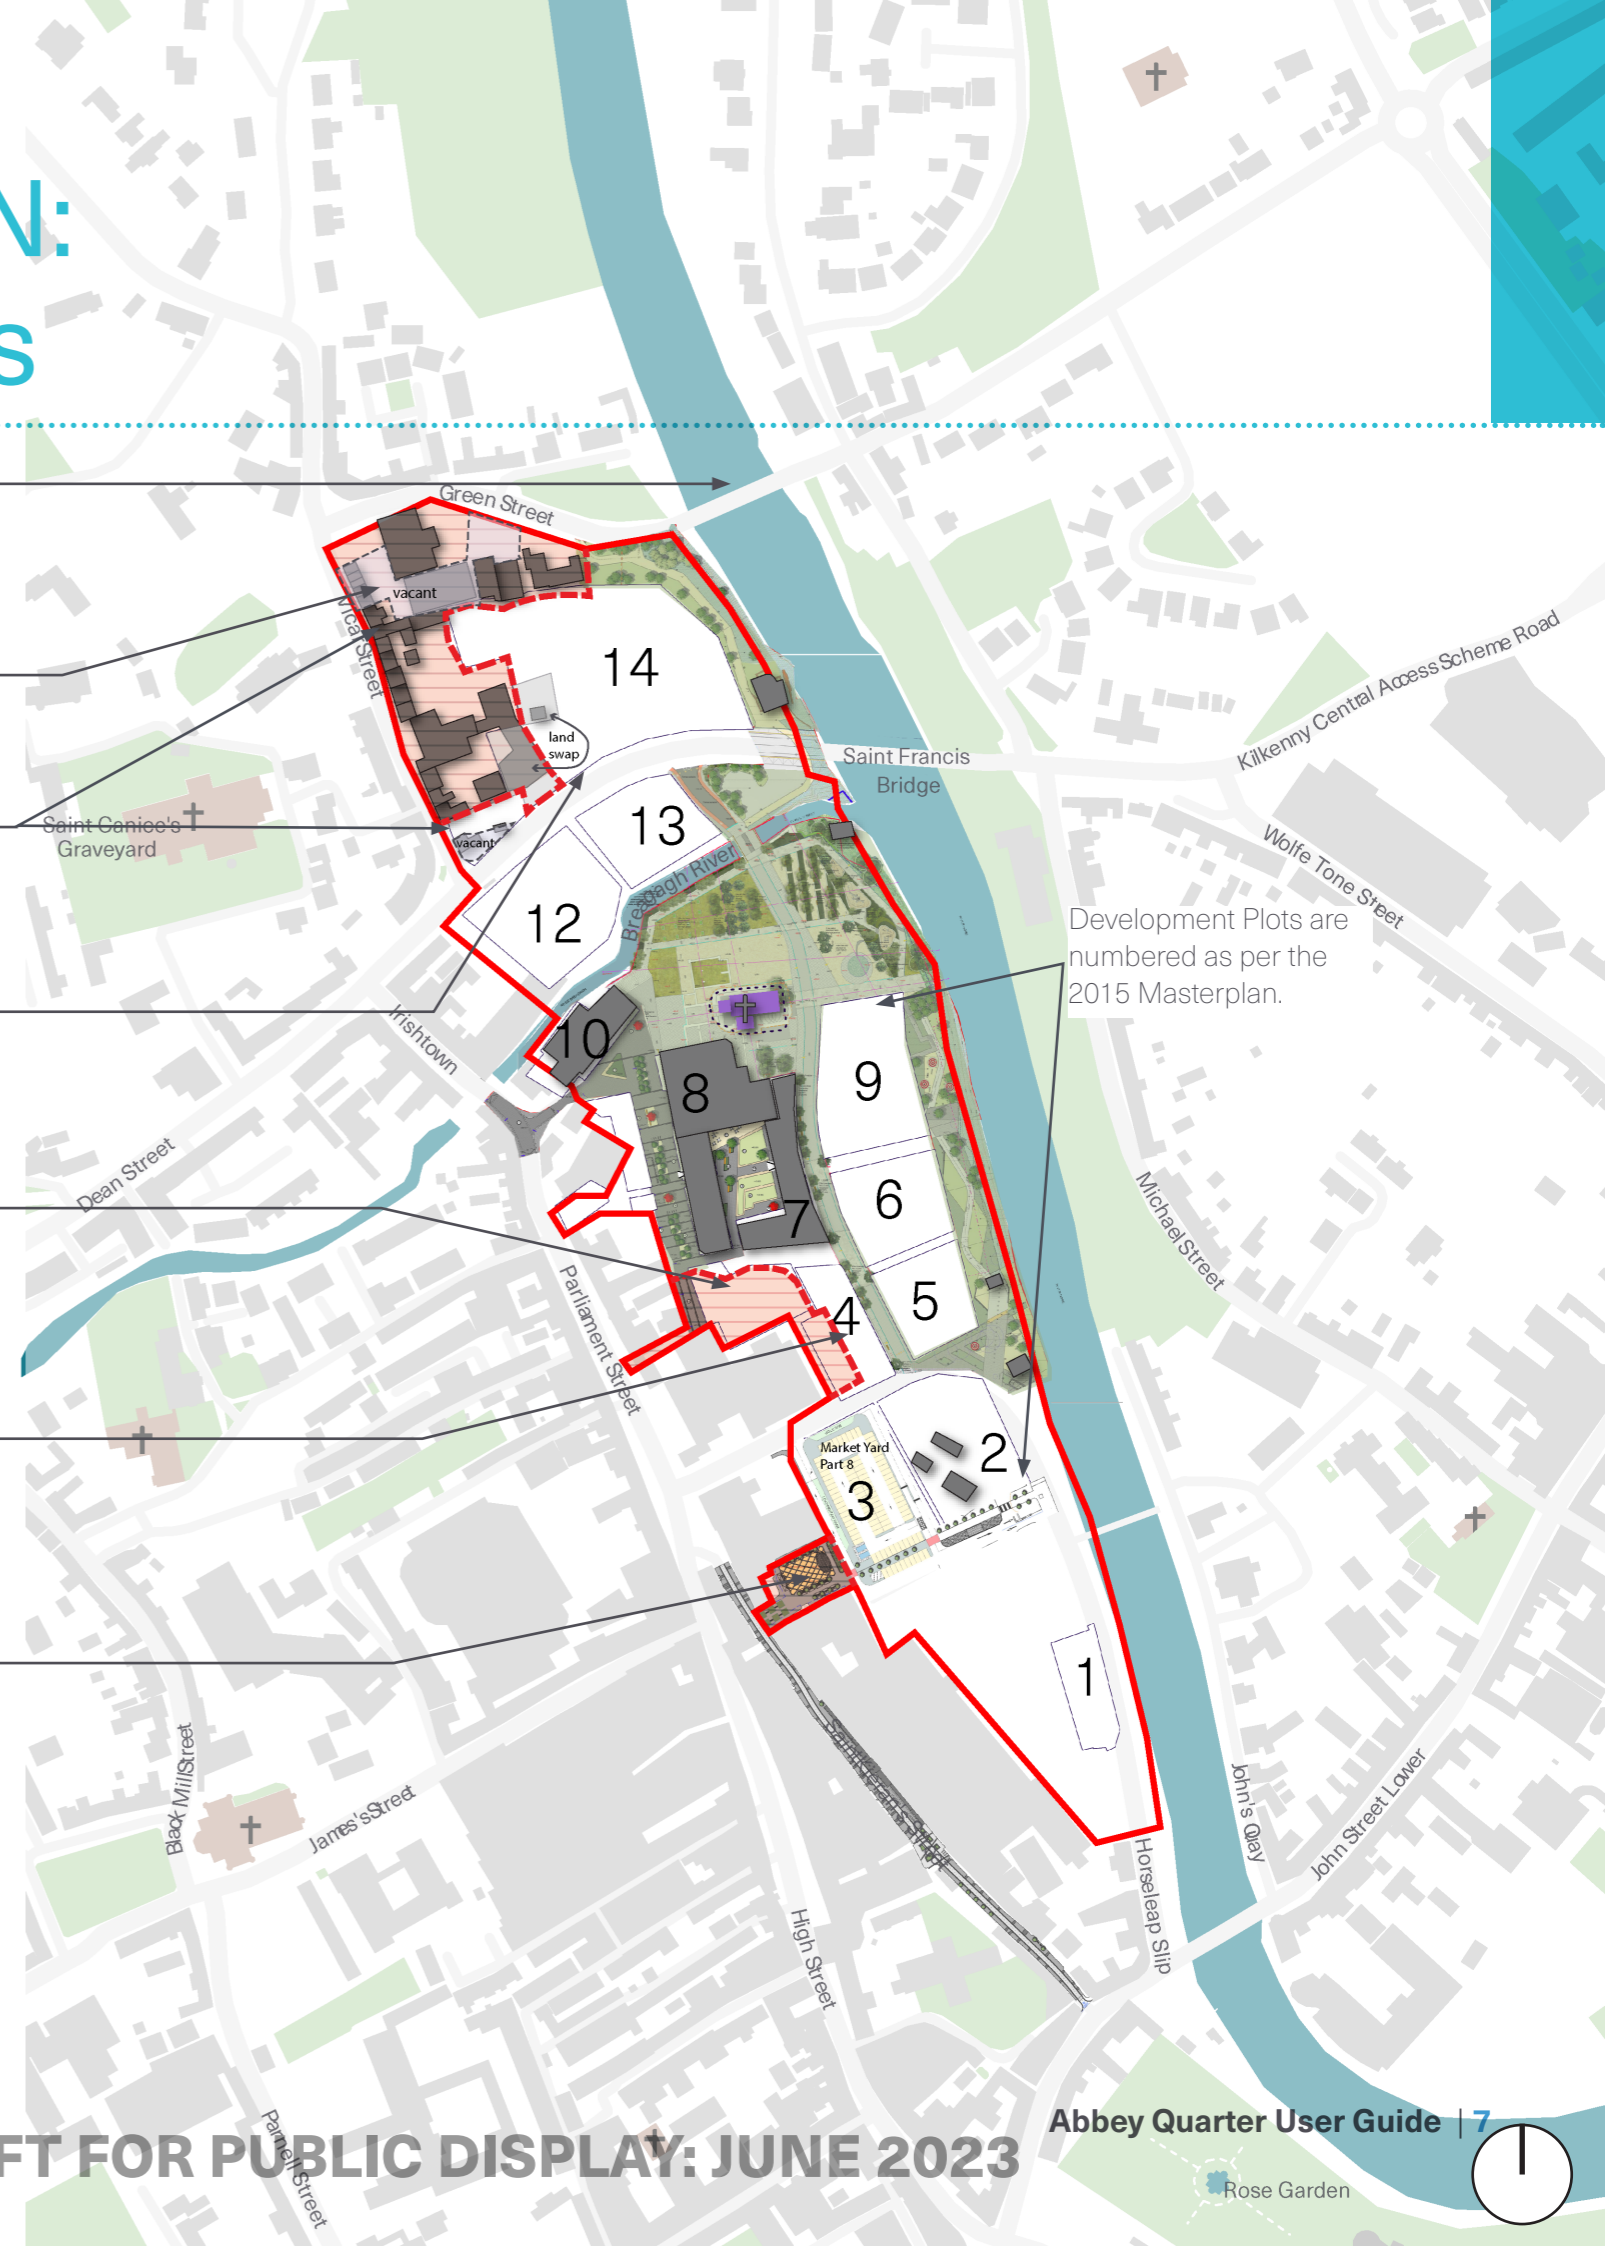 N:
S
Green Street
vacant
Vicar Street
14
land
swap
Saint Francis
Bridge
Kilkenny Central Access Scheme Road
Saint Canice's
Graveyard
vacant
13
Breagagh River
Wolfe Tone Street
12
Development Plots are
numbered as per the
2015 Masterplan.
Irishtown
10
8
9
Dean Street
Michael Street
6
7
5
Parliament Street
4
Market Yard
Part 8
2
3
1
Black Mill Street
James's Street
John's Quay
John Street Lower
Horseleap Slip
High Street
Parnell Street
Abbey Quarter User Guide | 7
FT FOR PUBLIC DISPLAY: JUNE 2023
Rose Garden